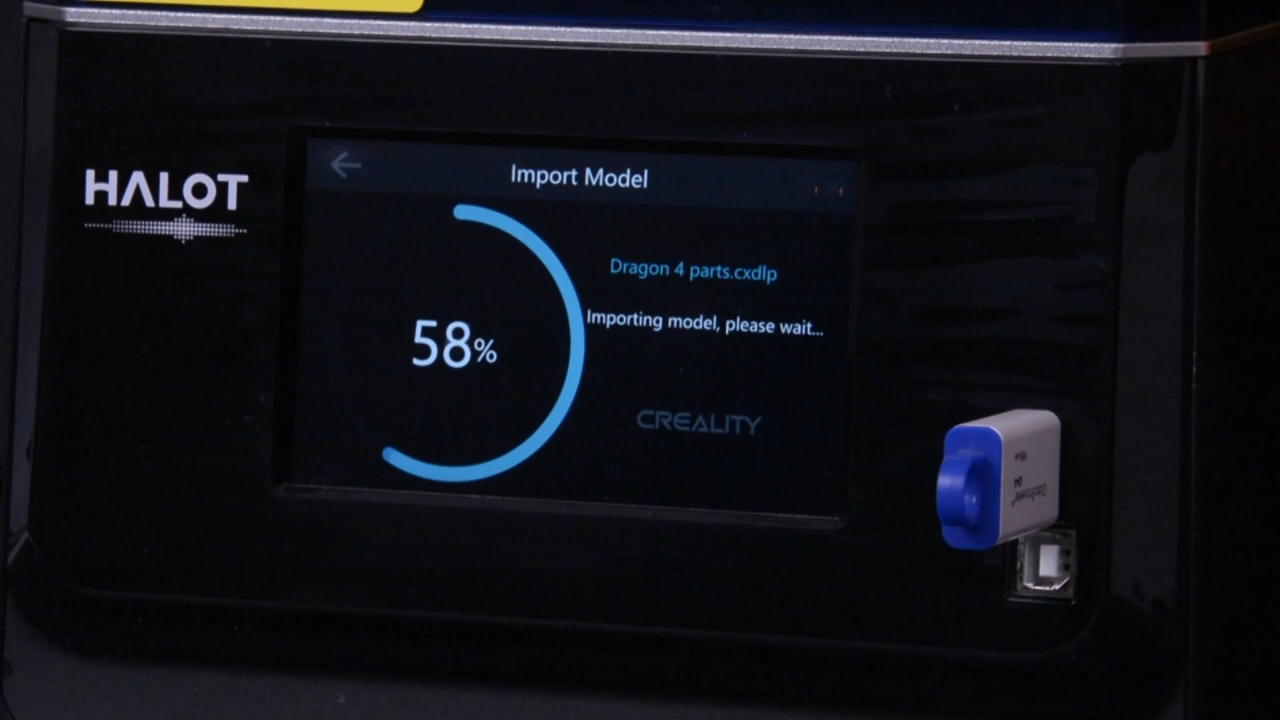 HALOT
Import Model
Dragon 4 parts.cxdlp
Importing model, please wait...
58%
CREALITY